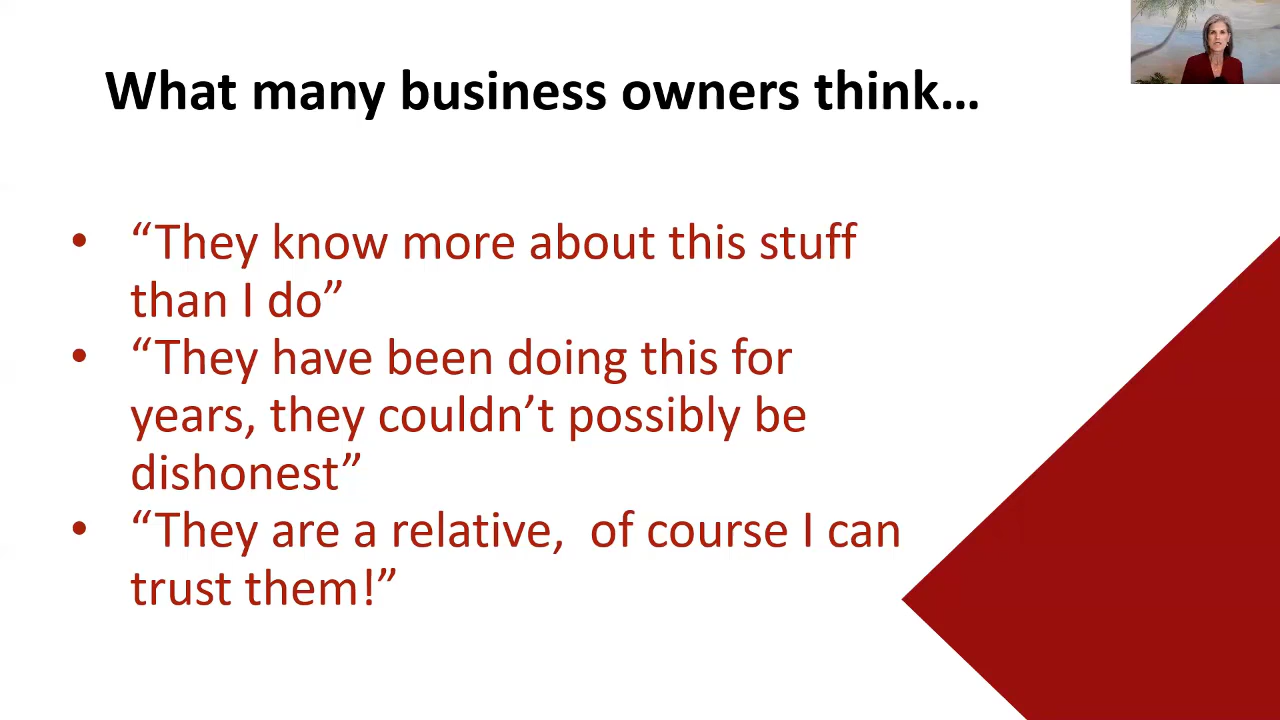 What many business owners think…
• “They know more about this stuff
than I do”
• “They have been doing this for
years, they couldn’t possibly be
dishonest”
• “They are a relative,  of course I can
trust them!”